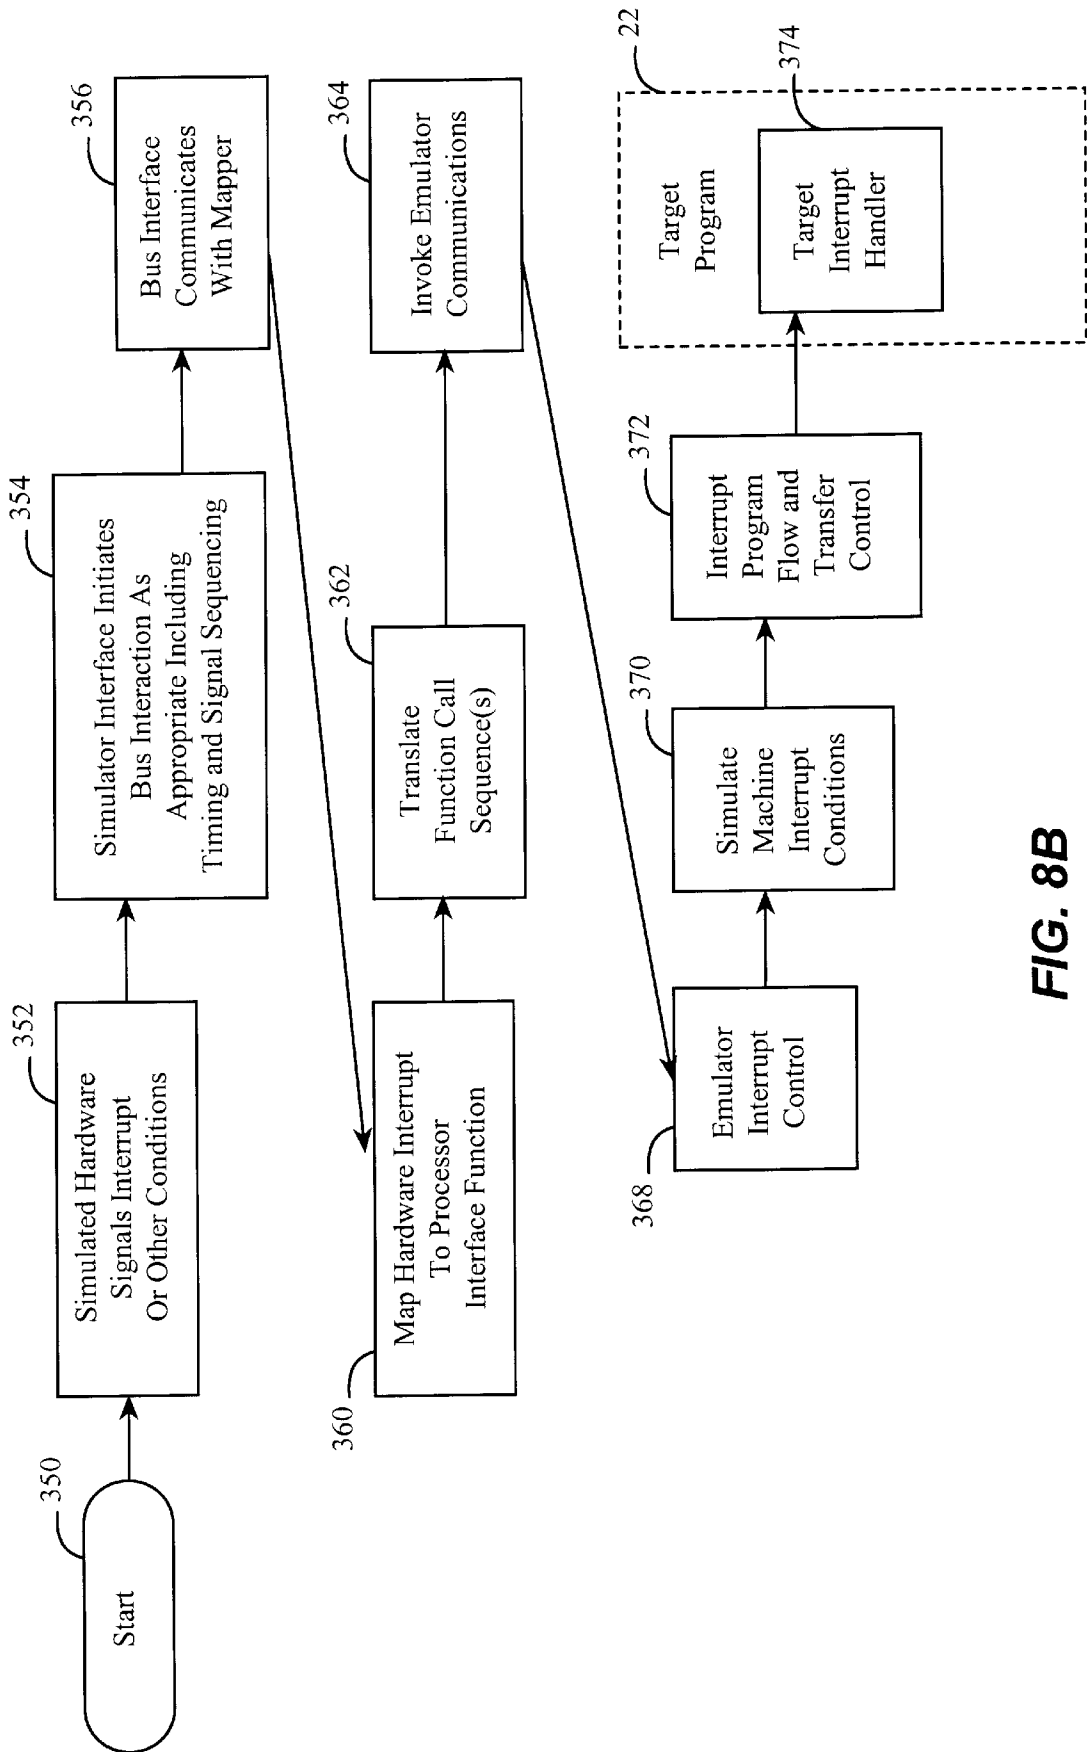 350
Start
352
Simulated Hardware
Signals Interrupt
Or Other Conditions
354
Simulator Interface Initiates
Bus Interaction As
Appropriate Including
Timing and Signal Sequencing
356
Bus Interface
Communicates
With Mapper
360
Map Hardware Interrupt
To Processor
Interface Function
362
Translate
Function Call
Sequence(s)
364
Invoke Emulator
Communications
368
Emulator
Interrupt
Control
370
Simulate
Machine
Interrupt
Conditions
372
Interrupt
Program
Flow and
Transfer
Control
22
Target
Program
374
Target
Interrupt
Handler
FIG. 8B